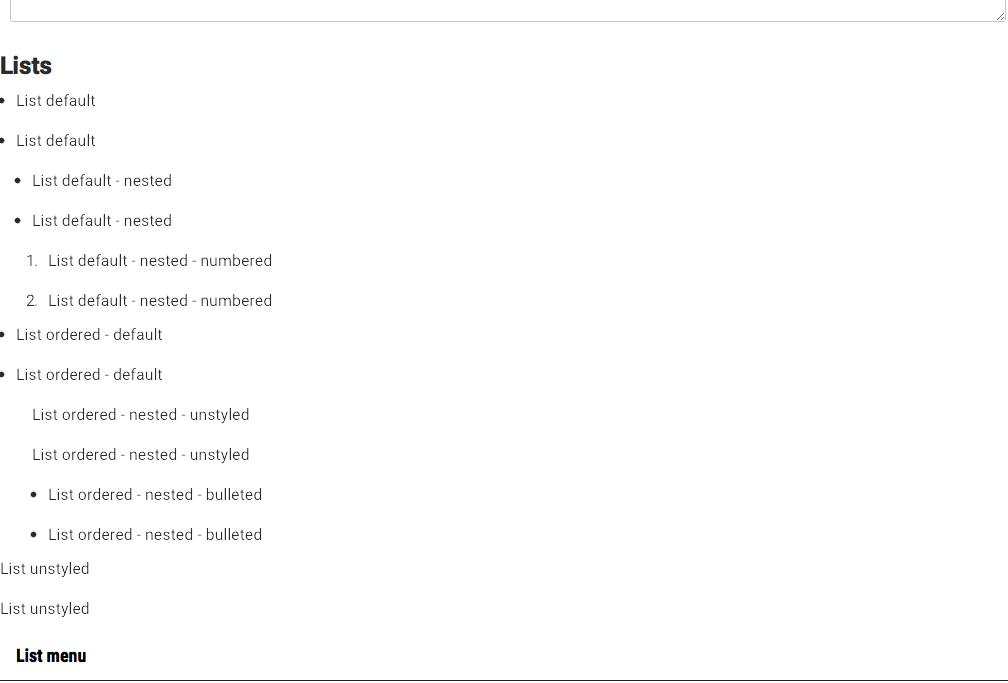 Lists
• List default
• List default
• List default - nested
• List default - nested
1. List default - nested - numbered
2. List default - nested - numbered
• List ordered - default
• List ordered - default
List ordered - nested - unstyled
List ordered - nested - unstyled
• List ordered - nested - bulleted
• List ordered - nested - bulleted
List unstyled
List unstyled
List menu